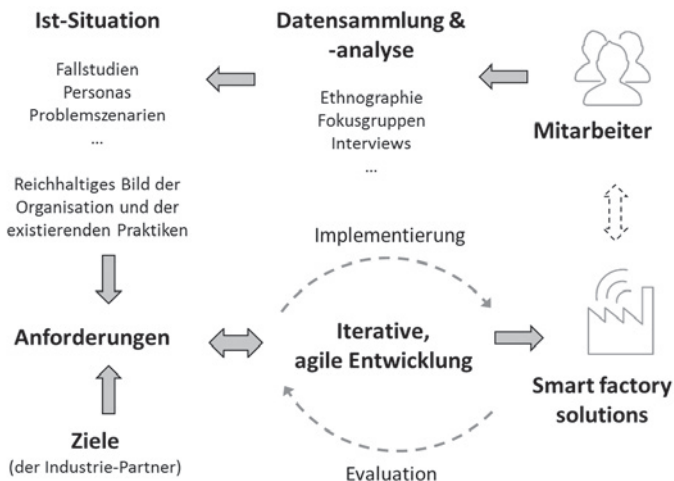 Ist-Situation
Fallstudien
Personas
Problemszenarien
...
Reichhaltiges Bild der
Organisation und der
existierenden Praktiken
Datensammlung &
-analyse
Ethnographie
Fokusgruppen
Interviews
...
Mitarbeiter
Implementierung
Anforderungen
Iterative,
agile Entwicklung
Smart factory
solutions
Ziele
(der Industrie-Partner)
Evaluation